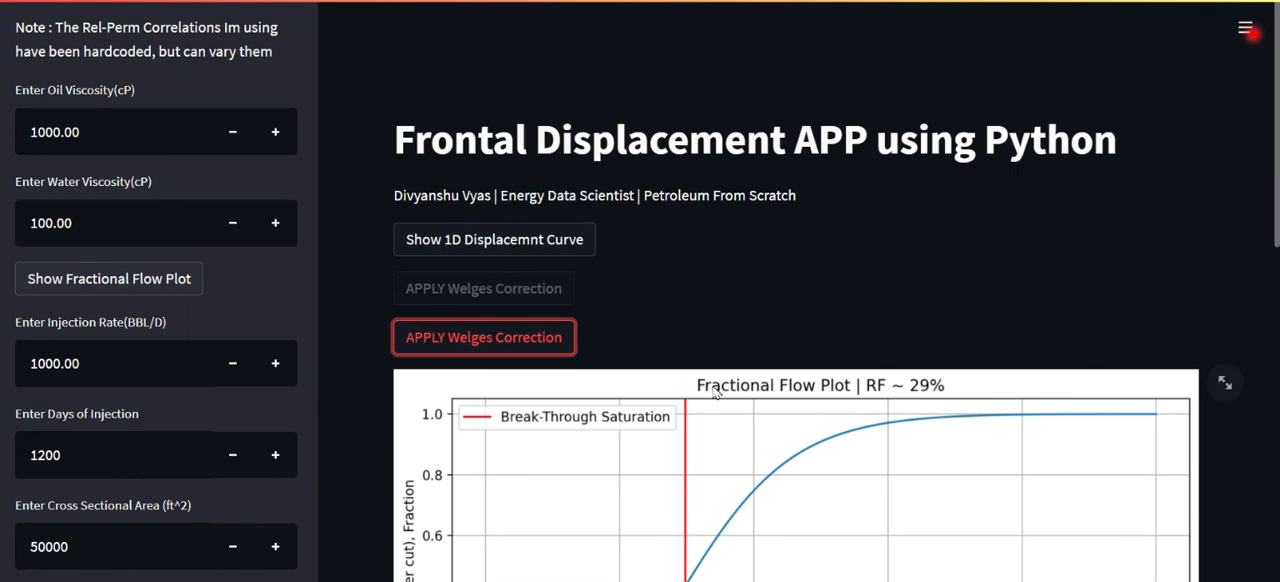 Note : The Rel-Perm Correlations Im using
have been hardcoded, but can vary them
Enter Oil Viscosity(cP)
1000.00
Enter Water Viscosity(cP)
100.00
Show Fractional Flow Plot
Enter Injection Rate(BBL/D)
1000.00
Enter Days of Injection
1200
Enter Cross Sectional Area (ft^2)
50000
Frontal Displacement APP using Python
Divyanshu Vyas | Energy Data Scientist | Petroleum From Scratch
Show 1D Displacemnt Curve
APPLY Welges Correction
APPLY Welges Correction
Fractional Flow Plot | RF ~ 29%
Break-Through Saturation
1.0
0.8
0.6
cut), Fraction